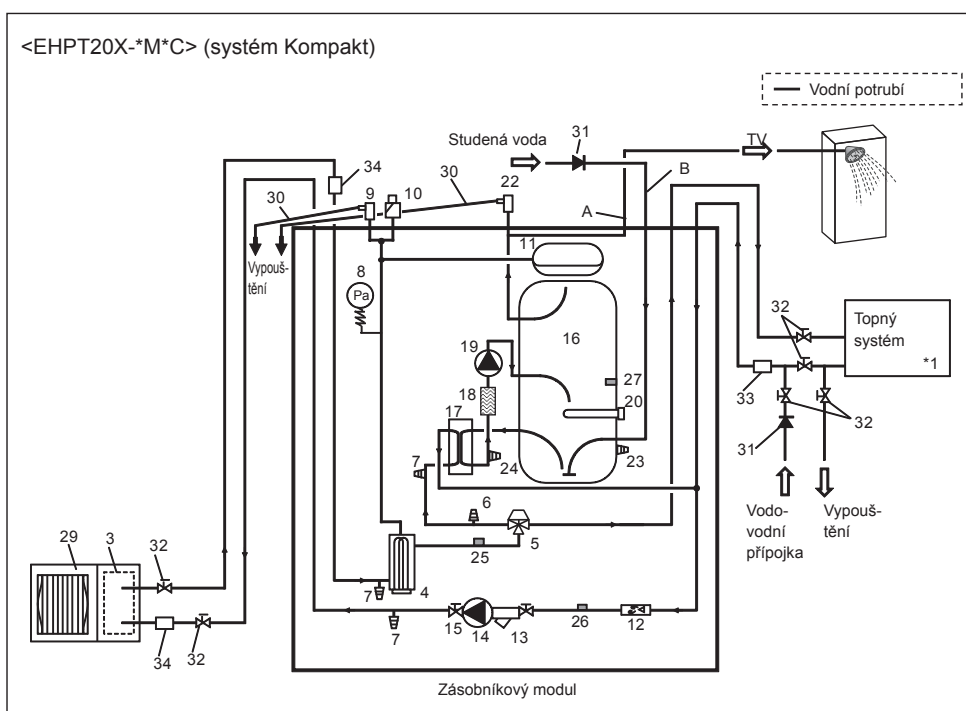 <EHPT20X-*M*C> (systém Kompakt)
Vodní potrubí
Studená voda
31
TV
34
30
9
10
30
22
B
A
Vypouš-
tění
8
Pa
11
16
32
Topný
systém
*1
19
18
17
27
20
33
32
7
24
23
31
6
5
25
Vodo-
vodní
přípojka
Vypouš-
tění
29
3
32
7
4
34
32
7
15
14
13
26
12
Zásobníkový modul